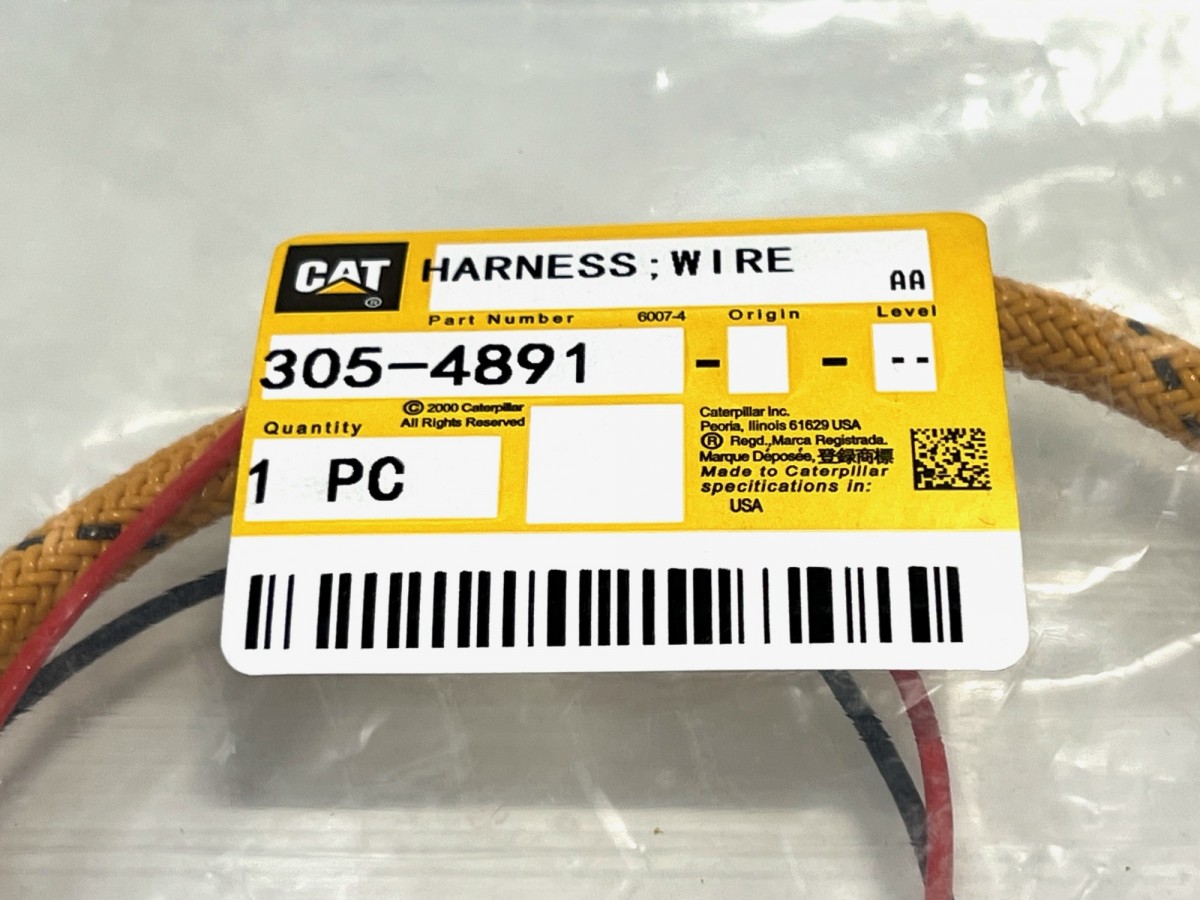 CAT ®
HARNESS;WIRE
AA
Part Number 6007-4 Origin Level
305-4891 - - --
© 2000 Caterpillar
All Rights Reserved
Quantity
1 PC
Caterpillar Inc.
Peoria, Ilinois 61629 USA
® Regd.,Marca Registrada.
Marque Déposée, 登録商標
Made to Caterpillar
specifications in:
USA